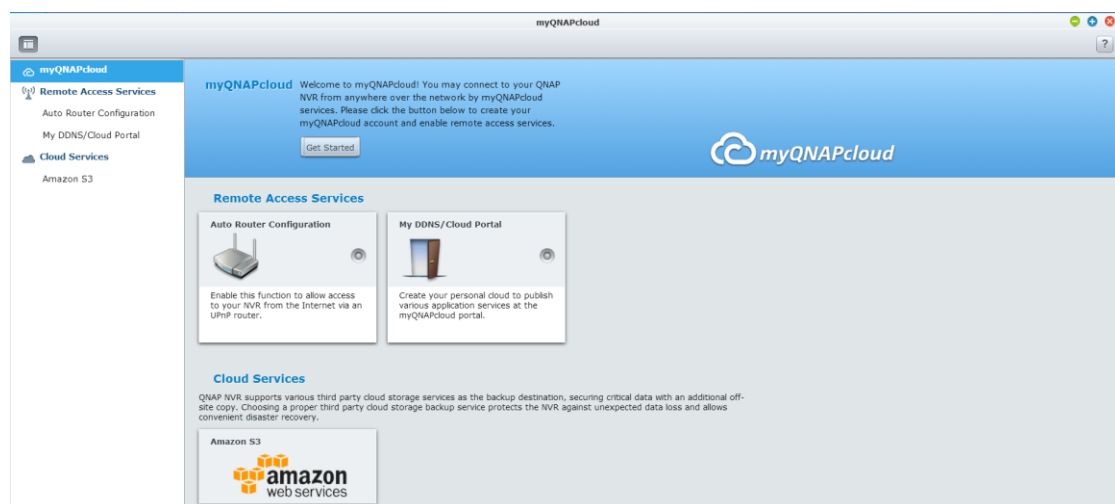 myQNAPcloud
?
myQNAPcloud
Remote Access Services
Auto Router Configuration
My DDNS/Cloud Portal
Cloud Services
Amazon S3
myQNAPcloud
Welcome to myQNAPcloud! You may connect to your QNAP
NVR from anywhere over the network by myQNAPcloud
services. Please click the button below to create your
myQNAPcloud account and enable remote access services.
Get Started
myQNAPcloud
Remote Access Services
Auto Router Configuration
Enable this function to allow access
to your NVR from the Internet via an
UPnP router.
My DDNS/Cloud Portal
Create your personal cloud to publish
various application services at the
myQNAPcloud portal.
Cloud Services
QNAP NVR supports various third party cloud storage services as the backup destination, securing critical data with an additional off-
site copy. Choosing a proper third party cloud storage backup service protects the NVR against unexpected data loss and allows
convenient disaster recovery.
Amazon S3
amazon
web services